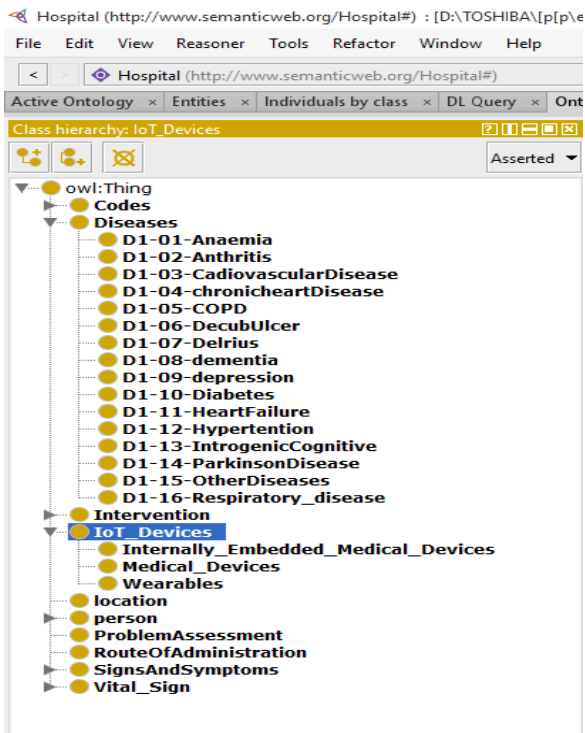 Hospital (http://www.semanticweb.org/Hospital#) : [D:\TOSHIBA\[p[p\e
File Edit View Reasoner Tools Refactor Window Help
< > Hospital (http://www.semanticweb.org/Hospital#)
Active Ontology × Entities × Individuals by class × DL Query × Ont
Class hierarchy: IoT_Devices
Asserted
owl:Thing
Codes
Diseases
D1-01-Anaemia
D1-02-Anthritis
D1-03-CadiovascularDisease
D1-04-chronicheartDisease
D1-05-COPD
D1-06-DecubUlcer
D1-07-Delrius
D1-08-dementia
D1-09-depression
D1-10-Diabetes
D1-11-HeartFailure
D1-12-Hypertention
D1-13-IntrogenicCognitive
D1-14-ParkinsonDisease
D1-15-OtherDiseases
D1-16-Respiratory_disease
Intervention
IoT_Devices
Internally_Embedded_Medical_Devices
Medical_Devices
Wearables
location
person
ProblemAssessment
RouteOfAdministration
SignsAndSymptoms
Vital_Sign